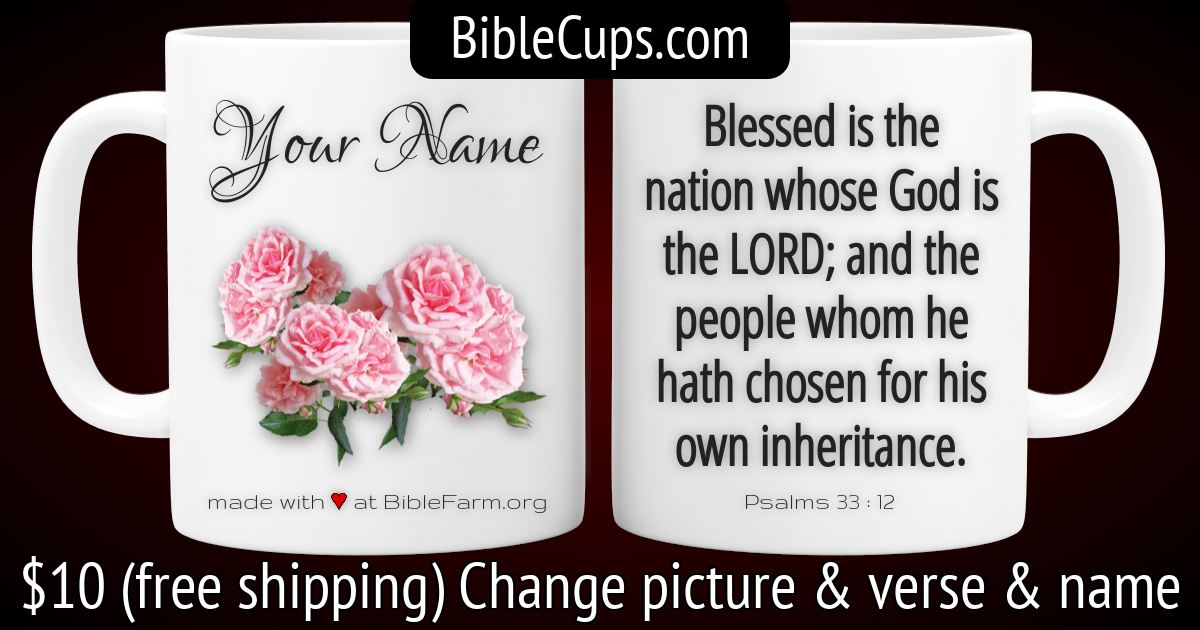 BibleCups.com
Your Name
made with ♥ at BibleFarm.org
Blessed is the
nation whose God is
the LORD; and the
people whom he
hath chosen for his
own inheritance.
Psalms 33 : 12
$10 (free shipping) Change picture & verse & name